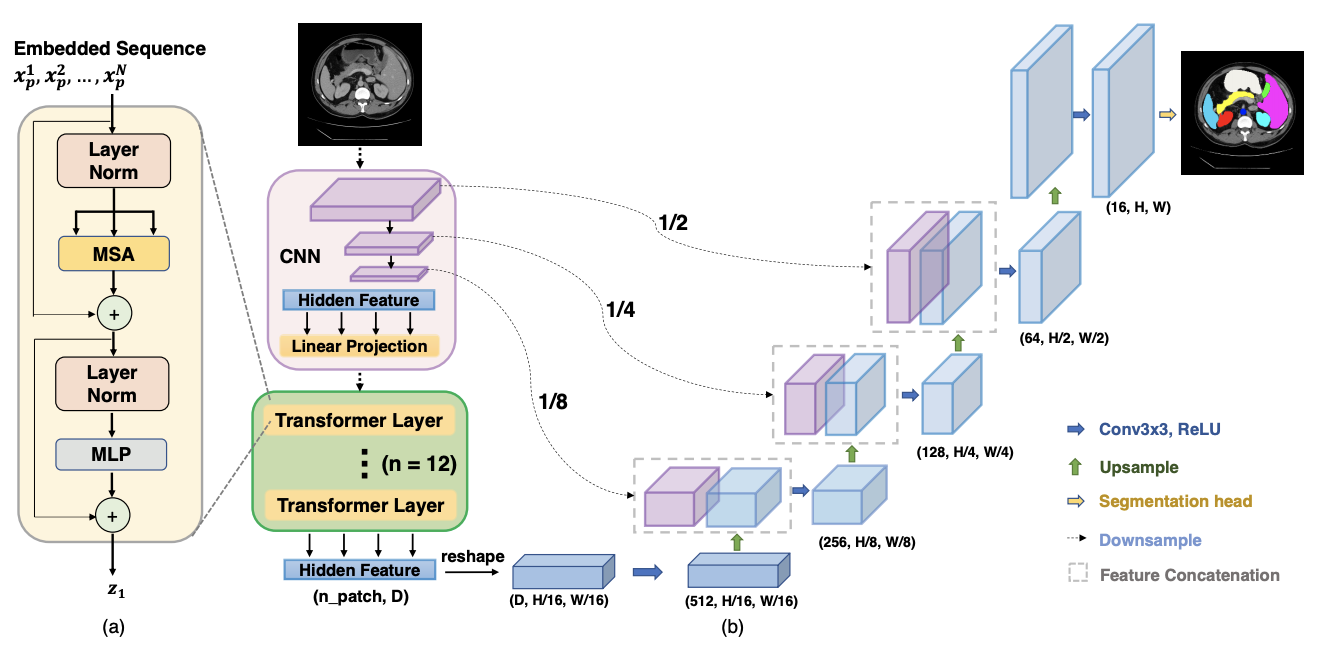 Embedded Sequence
x_p^1, x_p^2, ..., x_p^N
Layer
Norm
MSA
+
Layer
Norm
MLP
+
z_1
(a)
CNN
Hidden Feature
Linear Projection
Transformer Layer
(n = 12)
Transformer Layer
Hidden Feature
(n_patch, D)
reshape
(D, H/16, W/16)
(512, H/16, W/16)
(b)
1/2
1/4
1/8
(256, H/8, W/8)
(128, H/4, W/4)
(64, H/2, W/2)
(16, H, W)
Conv3x3, ReLU
Upsample
Segmentation head
Downsample
Feature Concatenation